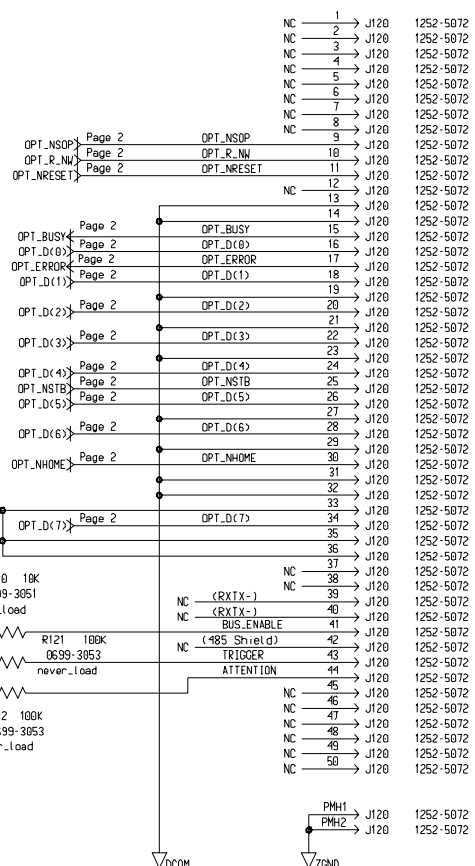 NC 1 J120 1252-5072
NC 2 J120 1252-5072
NC 3 J120 1252-5072
NC 4 J120 1252-5072
NC 5 J120 1252-5072
NC 6 J120 1252-5072
NC 7 J120 1252-5072
NC 8 J120 1252-5072
OPT_NSOP Page 2 OPT_NSOP 9 J120 1252-5072
OPT_R_NW Page 2 OPT_R_NW 10 J120 1252-5072
OPT_NRESET Page 2 OPT_NRESET 11 J120 1252-5072
NC 12 J120 1252-5072
13 J120 1252-5072
14 J120 1252-5072
OPT_BUSY Page 2 OPT_BUSY 15 J120 1252-5072
OPT_D(0) Page 2 OPT_D(0) 16 J120 1252-5072
OPT_ERROR Page 2 OPT_ERROR 17 J120 1252-5072
OPT_D(1) Page 2 OPT_D(1) 18 J120 1252-5072
19 J120 1252-5072
OPT_D(2) Page 2 OPT_D(2) 20 J120 1252-5072
21 J120 1252-5072
OPT_D(3) Page 2 OPT_D(3) 22 J120 1252-5072
23 J120 1252-5072
OPT_D(4) Page 2 OPT_D(4) 24 J120 1252-5072
OPT_NSTB Page 2 OPT_NSTB 25 J120 1252-5072
OPT_D(5) Page 2 OPT_D(5) 26 J120 1252-5072
27 J120 1252-5072
OPT_D(6) Page 2 OPT_D(6) 28 J120 1252-5072
29 J120 1252-5072
OPT_NHOME Page 2 OPT_NHOME 30 J120 1252-5072
31 J120 1252-5072
32 J120 1252-5072
33 J120 1252-5072
OPT_D(7) Page 2 OPT_D(7) 34 J120 1252-5072
35 J120 1252-5072
36 J120 1252-5072
NC 37 J120 1252-5072
0 10K NC 38 J120 1252-5072
99-3051 NC (RXTX-) 39 J120 1252-5072
_load NC (RXTX-) 40 J120 1252-5072
BUS_ENABLE 41 J120 1252-5072
R121 100K NC (485 Shield) 42 J120 1252-5072
0699-3053 TRIGGER 43 J120 1252-5072
never_load ATTENTION 44 J120 1252-5072
NC 45 J120 1252-5072
NC 46 J120 1252-5072
2 100K NC 47 J120 1252-5072
699-3053 NC 48 J120 1252-5072
r_load NC 49 J120 1252-5072
NC 50 J120 1252-5072
PMH1 J120 1252-5072
PMH2 J120 1252-5072
DCOM ZGND